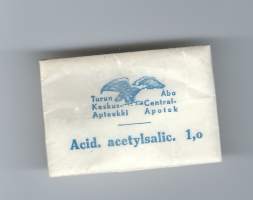 Turun Åbo
Keskus- Central-
Apteekki Apotek
Acid. acetylsalic. 1,0